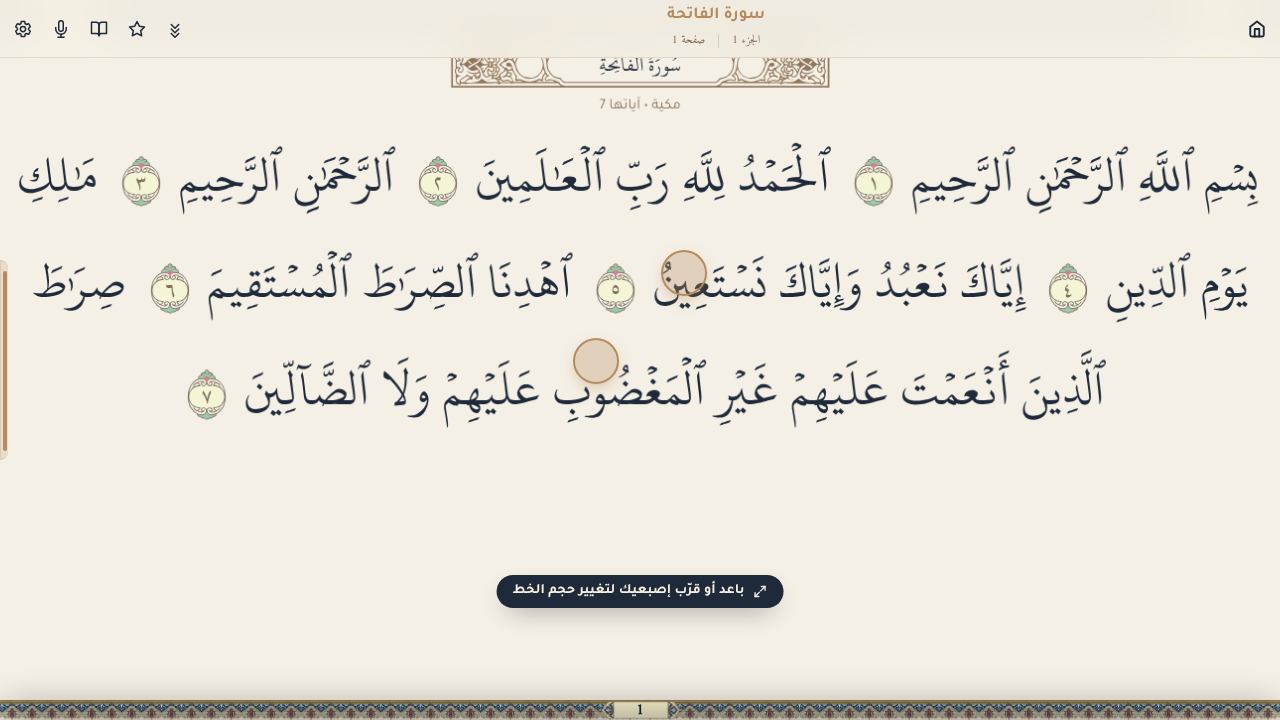 سورة الفاتحة
الجزء 1 | صفحة 1
سُورَةُ الفَاتِحَةِ
مكية • آياتها 7
بِسْمِ ٱللَّهِ ٱلرَّحْمَٰنِ ٱلرَّحِيمِ ١ ٱلْحَمْدُ لِلَّهِ رَبِّ ٱلْعَٰلَمِينَ ٢ ٱلرَّحْمَٰنِ ٱلرَّحِيمِ ٣ مَٰلِكِ
يَوْمِ ٱلدِّينِ ٤ إِيَّاكَ نَعْبُدُ وَإِيَّاكَ نَسْتَعِينُ ٥ ٱهْدِنَا ٱلصِّرَٰطَ ٱلْمُسْتَقِيمَ ٦ صِرَٰطَ
ٱلَّذِينَ أَنْعَمْتَ عَلَيْهِمْ غَيْرِ ٱلْمَغْضُوبِ عَلَيْهِمْ وَلَا ٱلضَّآلِّينَ ٧
باعد أو قرّب إصبعيك لتغيير حجم الخط
1